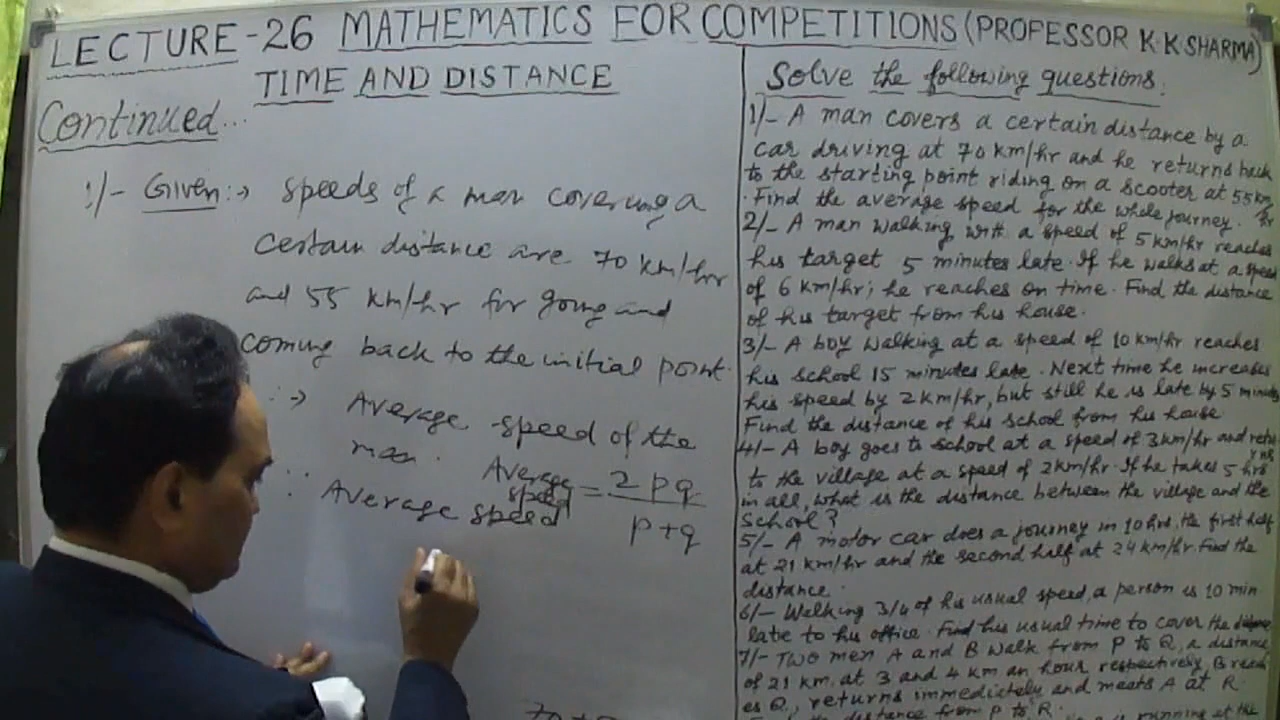 LECTURE-26 MATHEMATICS FOR COMPETITIONS (PROFESSOR K.K.SHARMA)
TIME AND DISTANCE
Continued...
1/- Given :→ Speeds of a man covering a
certain distance are 70 km/hr
and 55 km/hr for going and
coming back to the initial point.
∴→ Average speed of the
man. Average speed = 2pq / p+q
∴ Average speed
Solve the following questions:
1/- A man covers a certain distance by a
car driving at 70 km/hr and he returns back
to the starting point riding on a scooter at 55 km/hr
. Find the average speed for the whole journey.
2/- A man walking with a speed of 5 km/hr reaches
his target 5 minutes late. If he walks at a speed
of 6 km/hr; he reaches on time. Find the distance
of his target from his house.
3/- A boy walking at a speed of 10 km/hr reaches
his school 15 minutes late. Next time he increases
his speed by 2 km/hr, but still he is late by 5 minutes
Find the distance of his school from his house
4/- A boy goes to school at a speed of 3 km/hr and returns
to the village at a speed of 2 km/hr. If he takes 5 hrs
in all, what is the distance between the village and the
school?
5/- A motor car does a journey in 10 hrs, the first half
at 21 km/hr and the second half at 24 km/hr. Find the
distance.
6/- Walking 3/4 of his usual speed, a person is 10 min
late to his office. Find his usual time to cover the distance
7/- Two men A and B walk from P to Q, a distance
of 21 km, at 3 and 4 km an hour respectively, B reach
es Q, returns immediately and meets A at R.
the distance from P to R.
is running at the